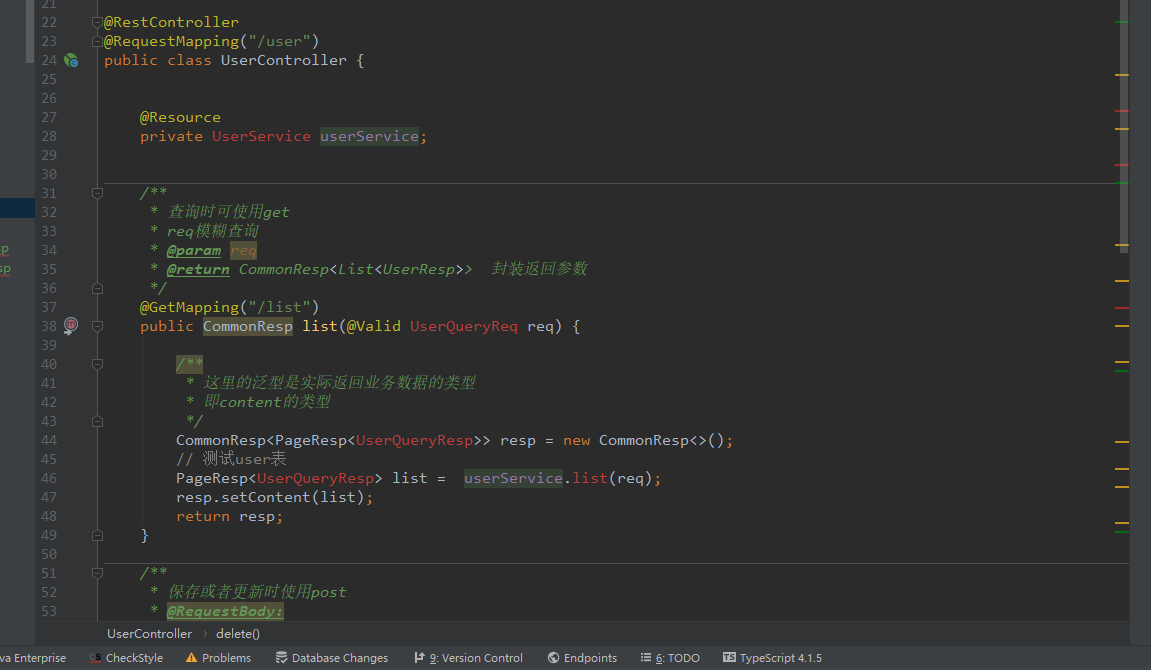 21
22 @RestController
23 @RequestMapping("/user")
24 public class UserController {
25
26
27 @Resource
28 private UserService userService;
29
30
31 /**
32 * 查询时可使用get
33 * req模糊查询
34 * @param req
35 * @return CommonResp<List<UserResp>> 封装返回参数
36 */
37 @GetMapping("/list")
38 public CommonResp list(@Valid UserQueryReq req) {
39
40 /**
41 * 这里的泛型是实际返回业务数据的类型
42 * 即content的类型
43 */
44 CommonResp<PageResp<UserQueryResp>> resp = new CommonResp<>();
45 // 测试user表
46 PageResp<UserQueryResp> list = userService.list(req);
47 resp.setContent(list);
48 return resp;
49 }
50
51 /**
52 * 保存或者更新时使用post
53 * @RequestBody:
p
sp
UserController › delete()
va Enterprise CheckStyle Problems Database Changes 9: Version Control Endpoints 6: TODO TypeScript 4.1.5